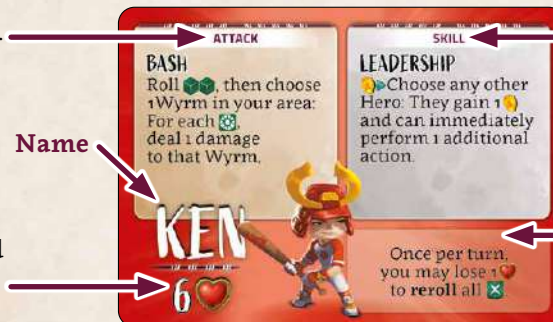 ATTACK
BASH
Roll , then choose
1 Wyrm in your area:
For each ,
deal 1 damage
to that Wyrm.
SKILL
LEADERSHIP
Choose any other
Hero: They gain 1
and can immediately
perform 1 additional
action.
Name
KEN
6
Once per turn,
you may lose 1
to reroll all